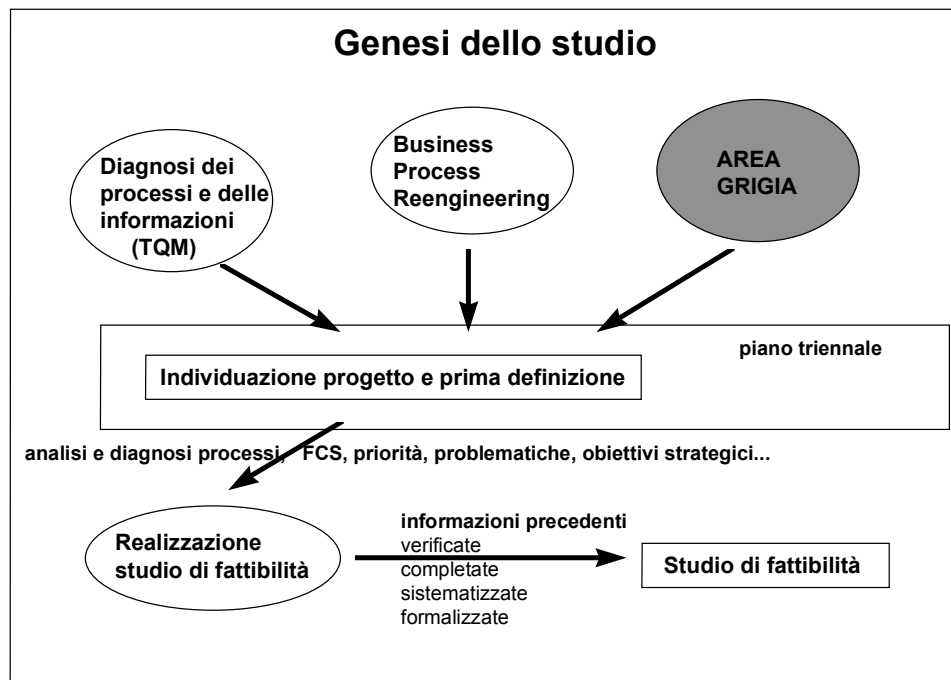 Genesi dello studio
Diagnosi dei
processi e delle
informazioni
(TQM)
Business
Process
Reengineering
AREA
GRIGIA
piano triennale
Individuazione progetto e prima definizione
analisi e diagnosi processi, FCS, priorità, problematiche, obiettivi strategici...
Realizzazione
studio di fattibilità
informazioni precedenti
verificate
completate
sistematizzate
formalizzate
Studio di fattibilità